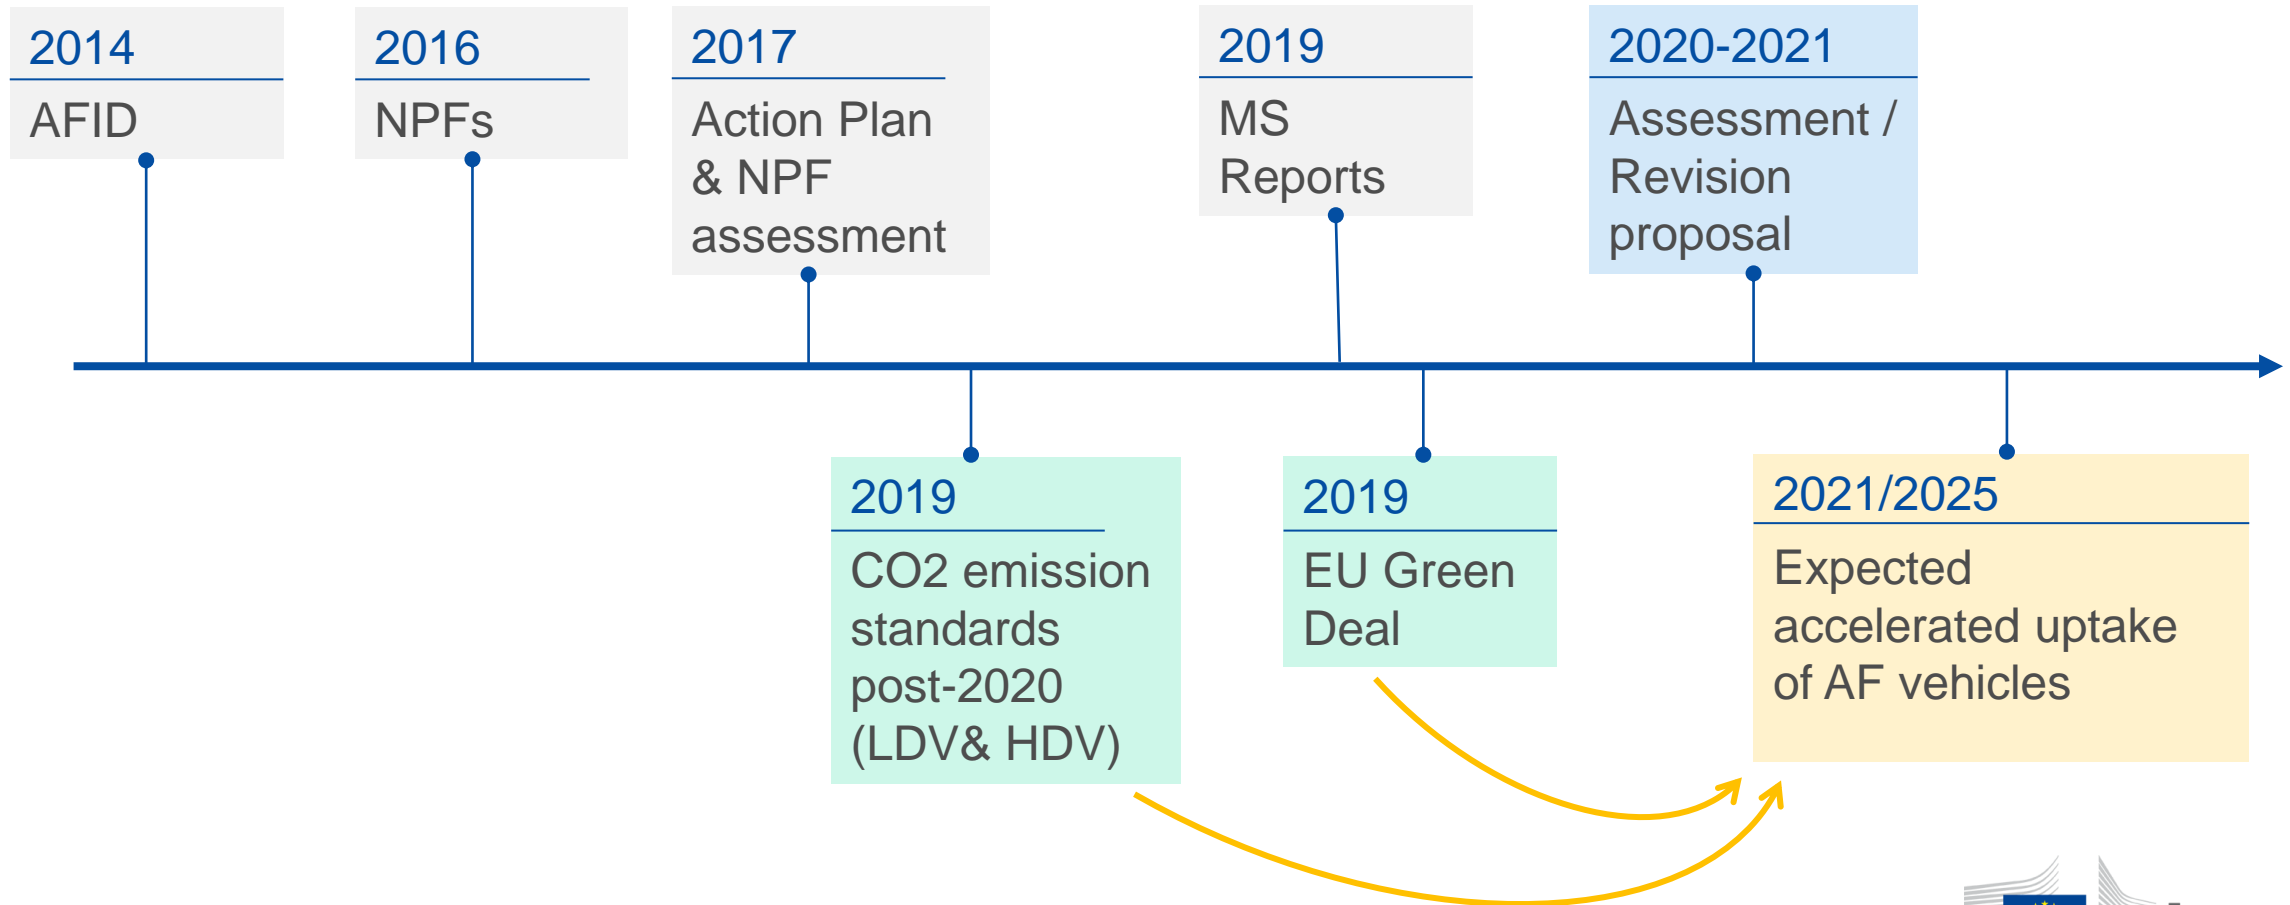 2014
AFID
2016
NPFs
2017
Action Plan
& NPF
assessment
2019
MS
Reports
2020-2021
Assessment /
Revision
proposal
2019
CO2 emission
standards
post-2020
(LDV& HDV)
2019
EU Green
Deal
2021/2025
Expected
accelerated uptake
of AF vehicles